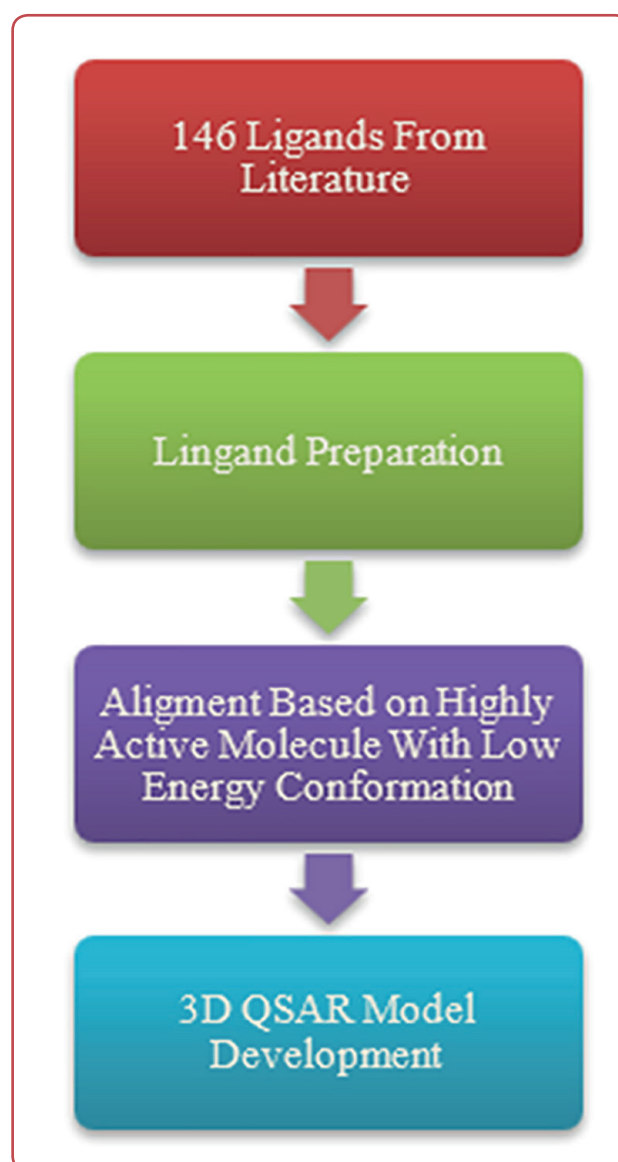 146 Ligands From
Literature
Lingand Preparation
Aligment Based on Highly
Active Molecule With Low
Energy Conformation
3D QSAR Model
Development